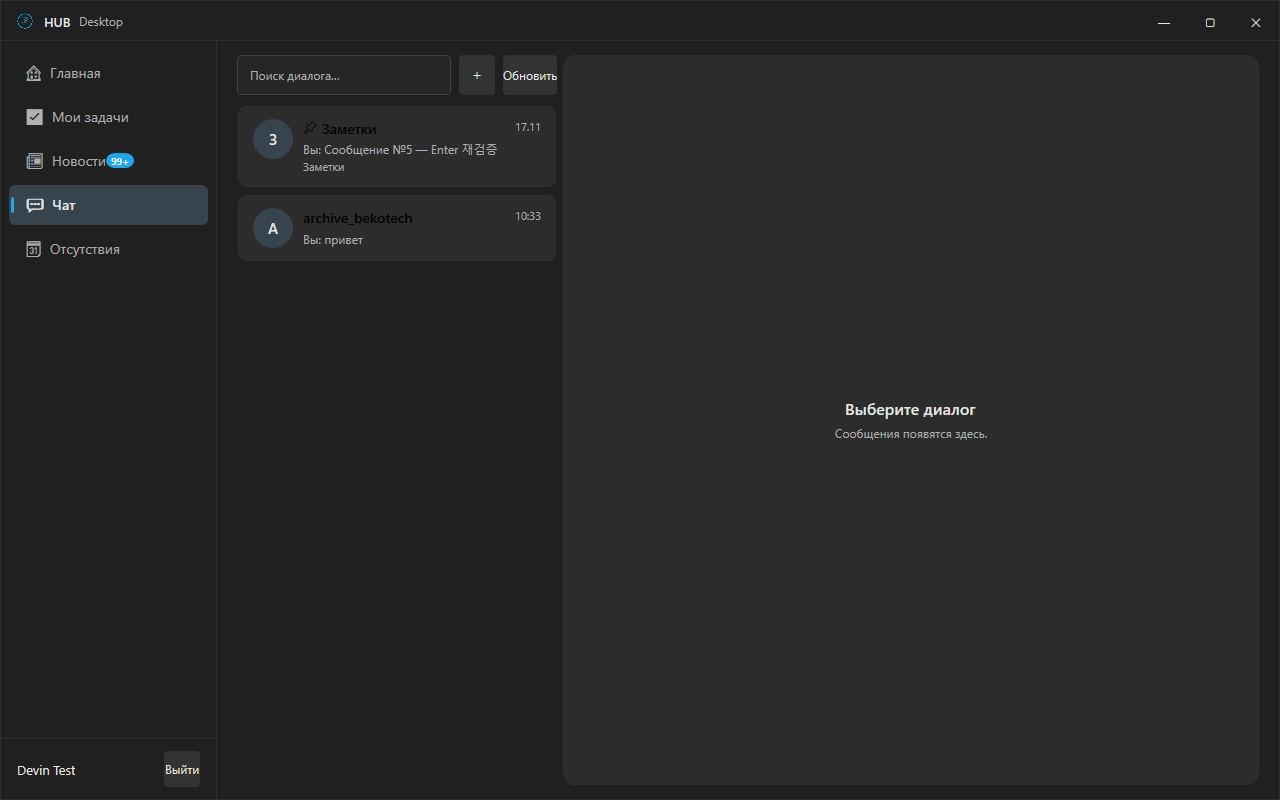 HUB Desktop
Главная
Мои задачи
Новости 99+
Чат
31 Отсутствия
Devin Test Выйти
Поиск диалога... + Обновить
З Заметки 17.11
Вы: Сообщение №5 — Enter 재검증
Заметки
A archive_bekotech 10:33
Вы: привет
Выберите диалог
Сообщения появятся здесь.